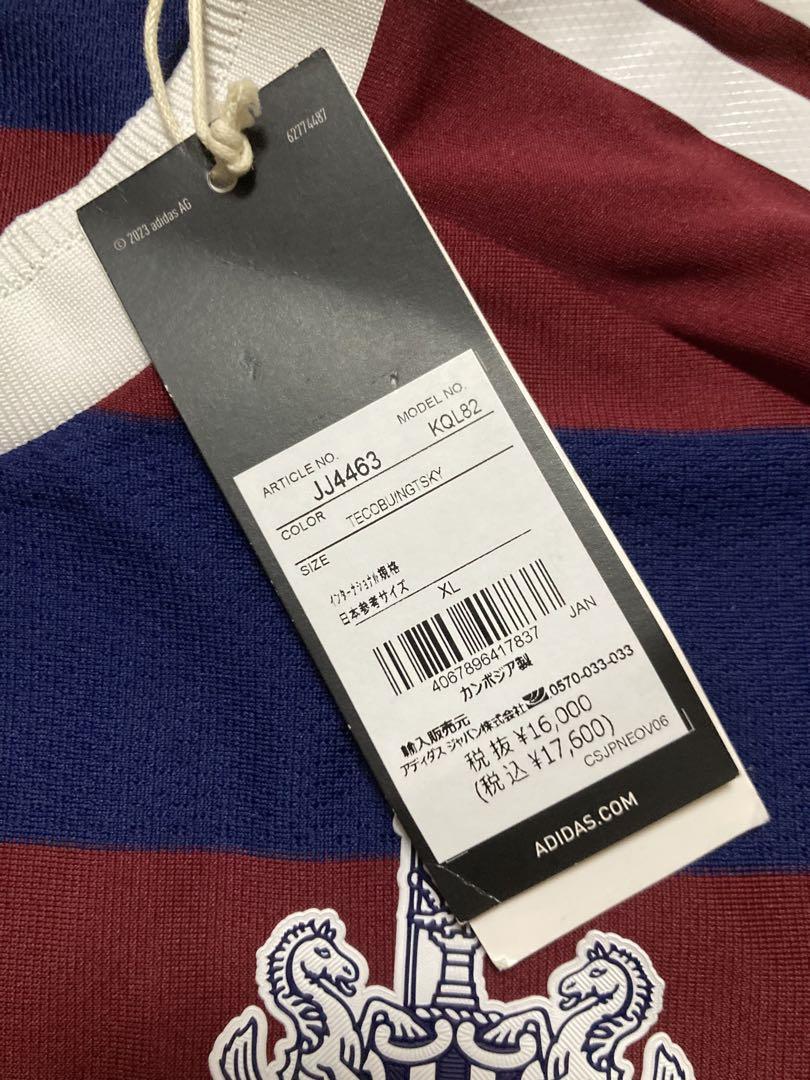 62774487
© 2023 adidas AG
ARTICLE NO. MODEL NO.
JJ4463 KQL82
COLOR TECOBU/NGTSKY
SIZE
インターナショナル規格
日本参考サイズ XL
4067896417837 JAN
カンボジア製
輸入販売元
アディダス ジャパン株式会社 0570-033-033
税抜 ¥16,000
(税込 ¥17,600)
CSJPNEOV06
ADIDAS.COM